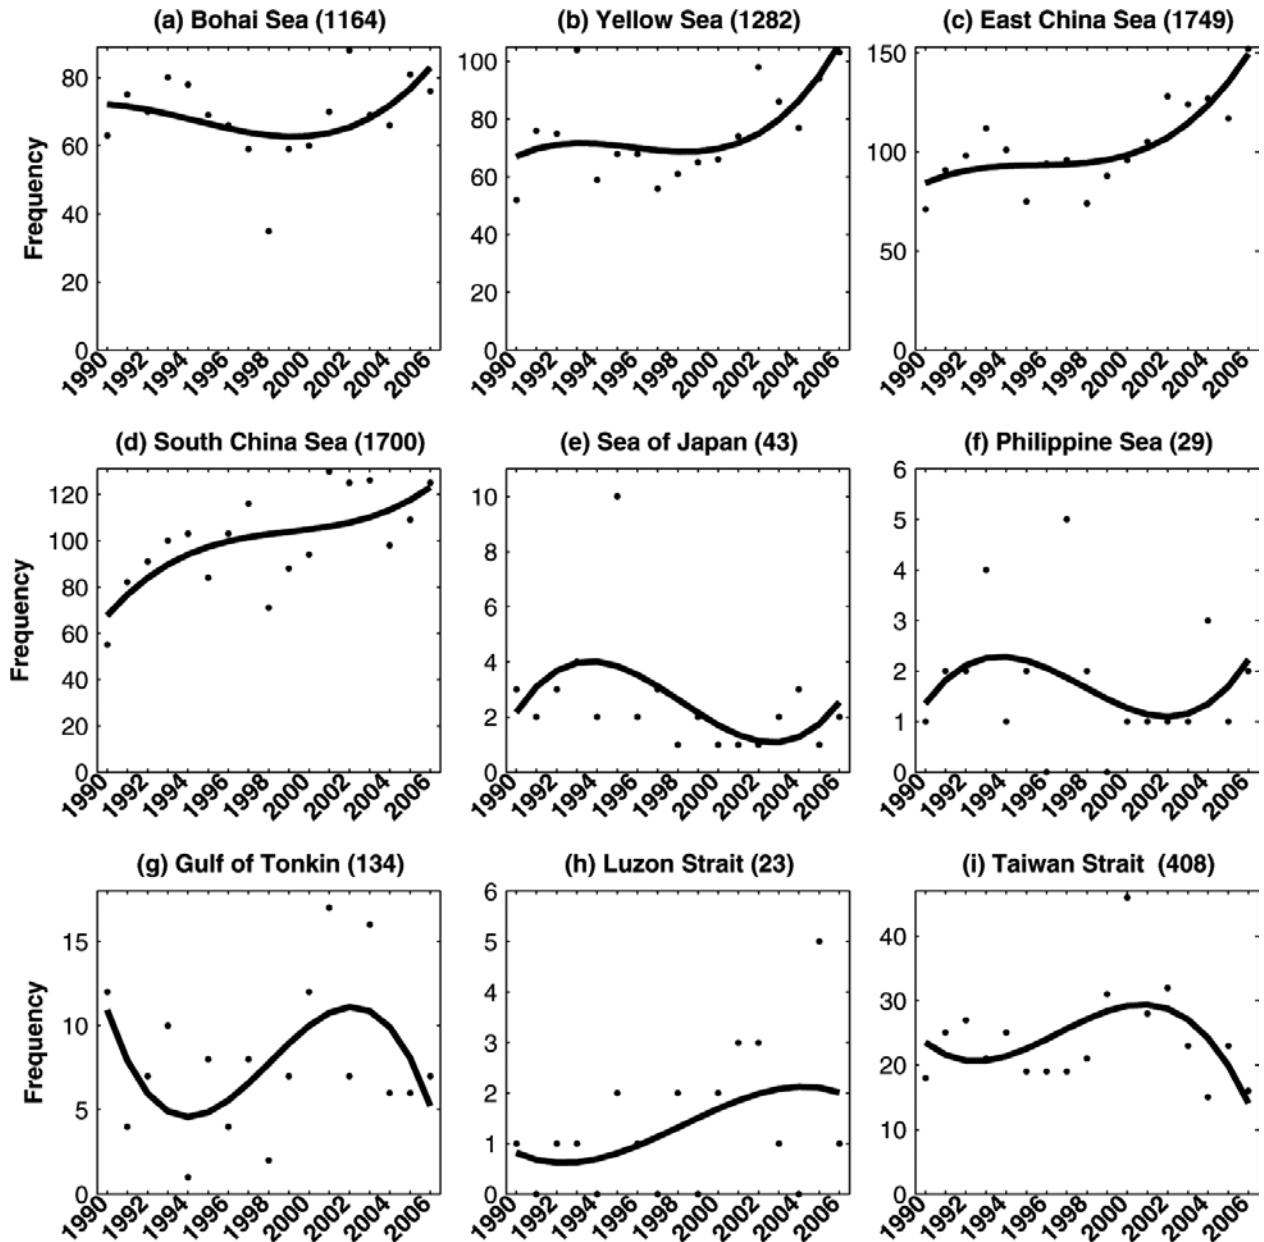 (a) Bohai Sea (1164)
80
60
40
20
0
Frequency
1990 1992 1994 1996 1998 2000 2002 2004 2006
(b) Yellow Sea (1282)
100
80
60
40
20
0
1990 1992 1994 1996 1998 2000 2002 2004 2006
(c) East China Sea (1749)
150
100
50
0
1990 1992 1994 1996 1998 2000 2002 2004 2006
(d) South China Sea (1700)
120
100
80
60
40
20
0
Frequency
1990 1992 1994 1996 1998 2000 2002 2004 2006
(e) Sea of Japan (43)
10
8
6
4
2
0
1990 1992 1994 1996 1998 2000 2002 2004 2006
(f) Philippine Sea (29)
6
5
4
3
2
1
0
1990 1992 1994 1996 1998 2000 2002 2004 2006
(g) Gulf of Tonkin (134)
15
10
5
0
Frequency
1990 1992 1994 1996 1998 2000 2002 2004 2006
(h) Luzon Strait (23)
6
5
4
3
2
1
0
1990 1992 1994 1996 1998 2000 2002 2004 2006
(i) Taiwan Strait (408)
40
30
20
10
0
1990 1992 1994 1996 1998 2000 2002 2004 2006